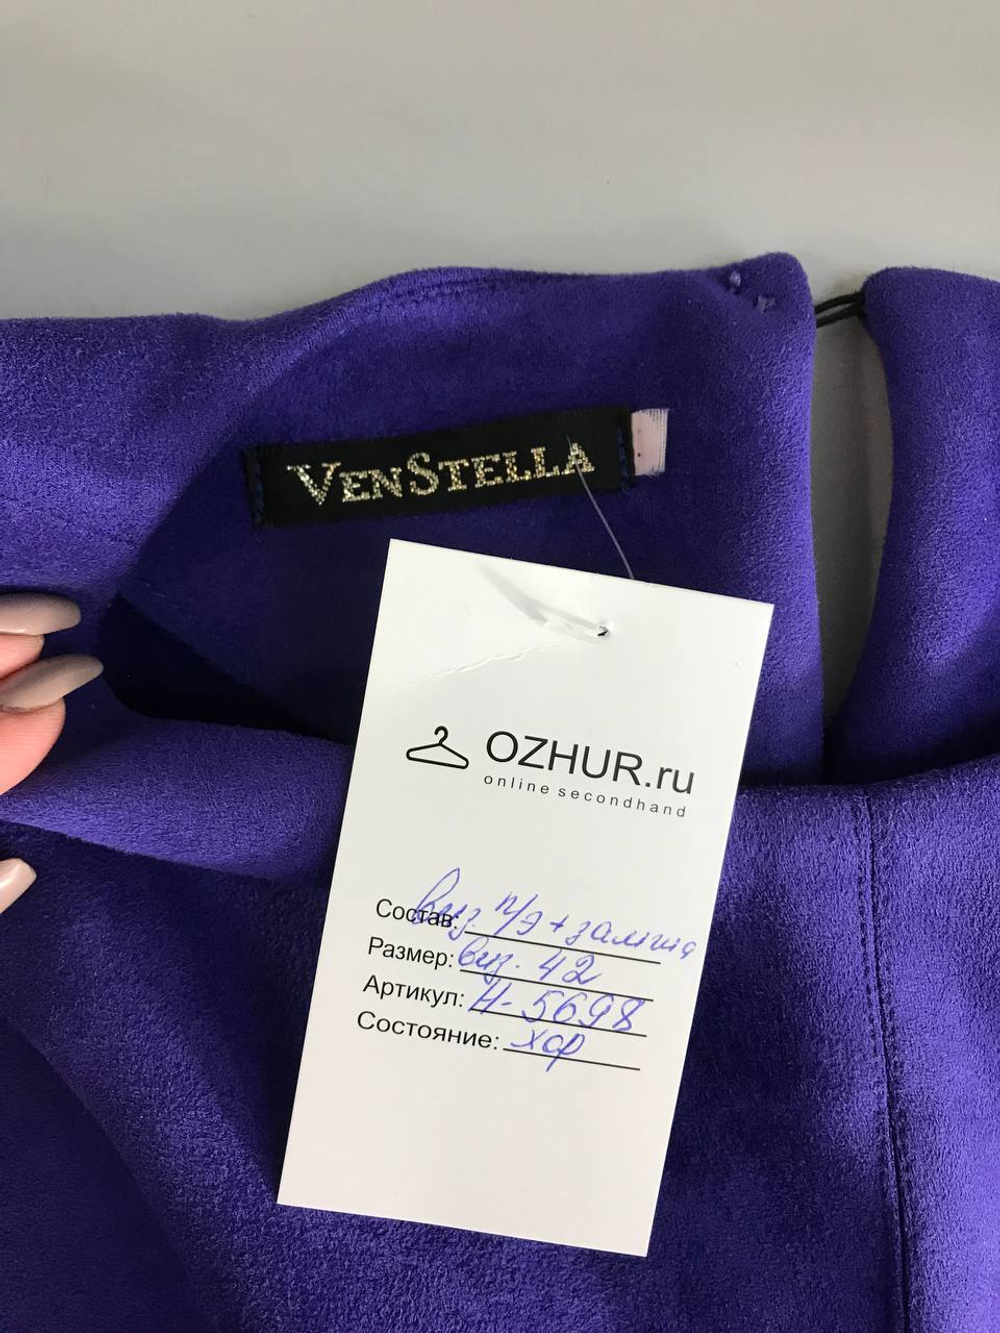 VENSTELLA
OZHUR.ru
online secondhand
Состав: виз. п/э + замша
Размер: виз. 42
Артикул: Н-5698
Состояние: хор